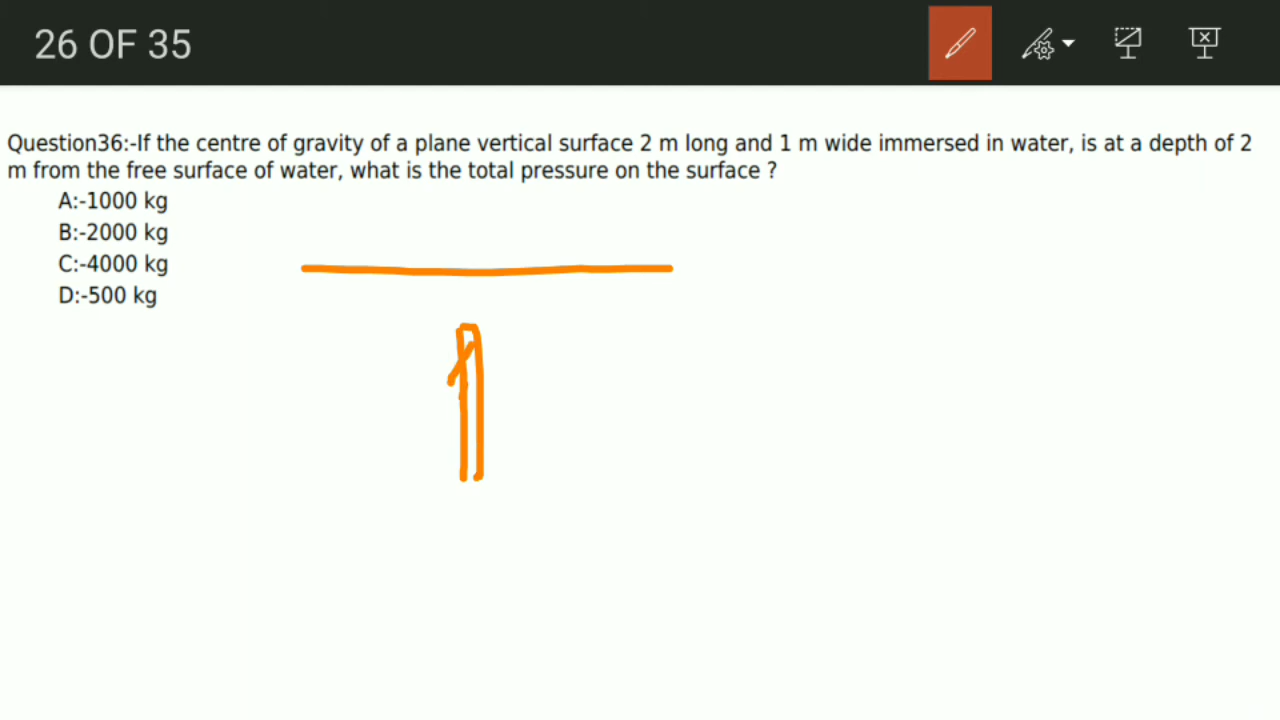 26 OF 35
Question36:-If the centre of gravity of a plane vertical surface 2 m long and 1 m wide immersed in water, is at a depth of 2
m from the free surface of water, what is the total pressure on the surface ?
A:-1000 kg
B:-2000 kg
C:-4000 kg
D:-500 kg